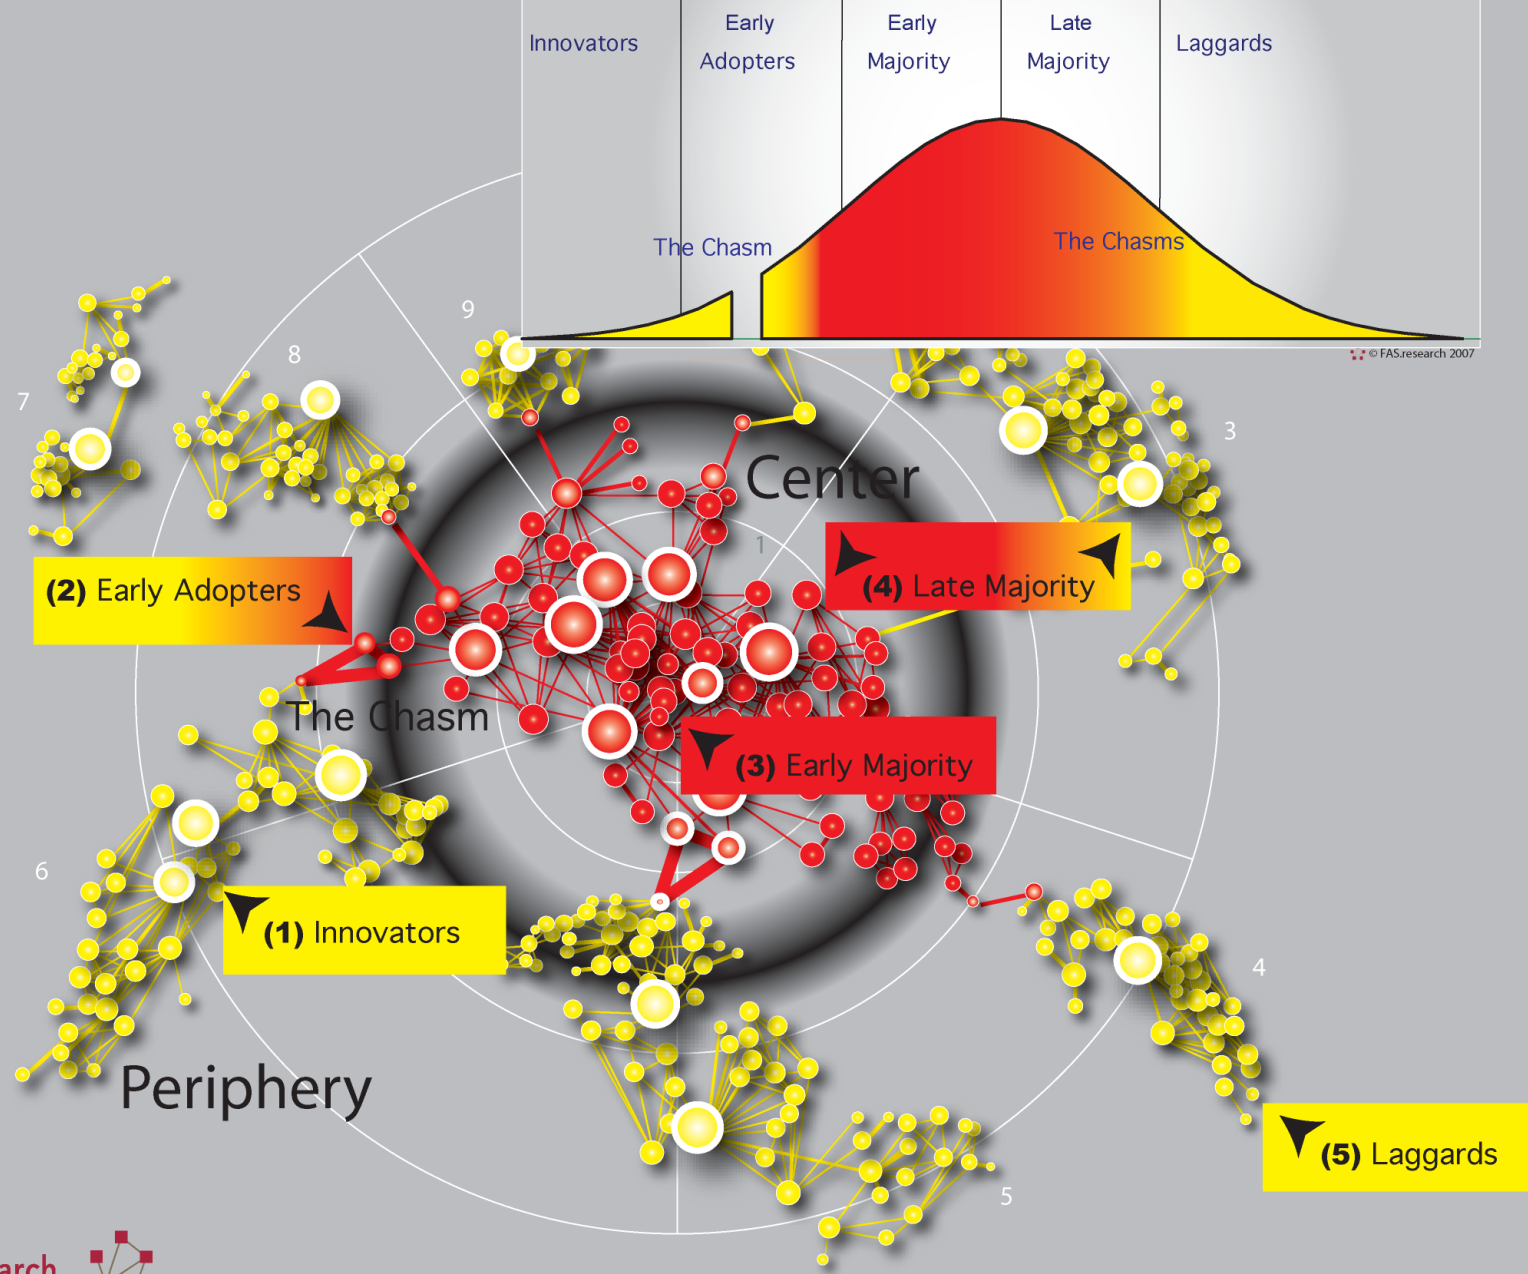 Innovators
Early
Adopters
Early
Majority
Late
Majority
Laggards
The Chasm
The Chasms
© FAS.research 2007
9
8
7
3
Center
1
(2) Early Adopters
(4) Late Majority
The Chasm
(3) Early Majority
6
(1) Innovators
4
Periphery
(5) Laggards
5
arch